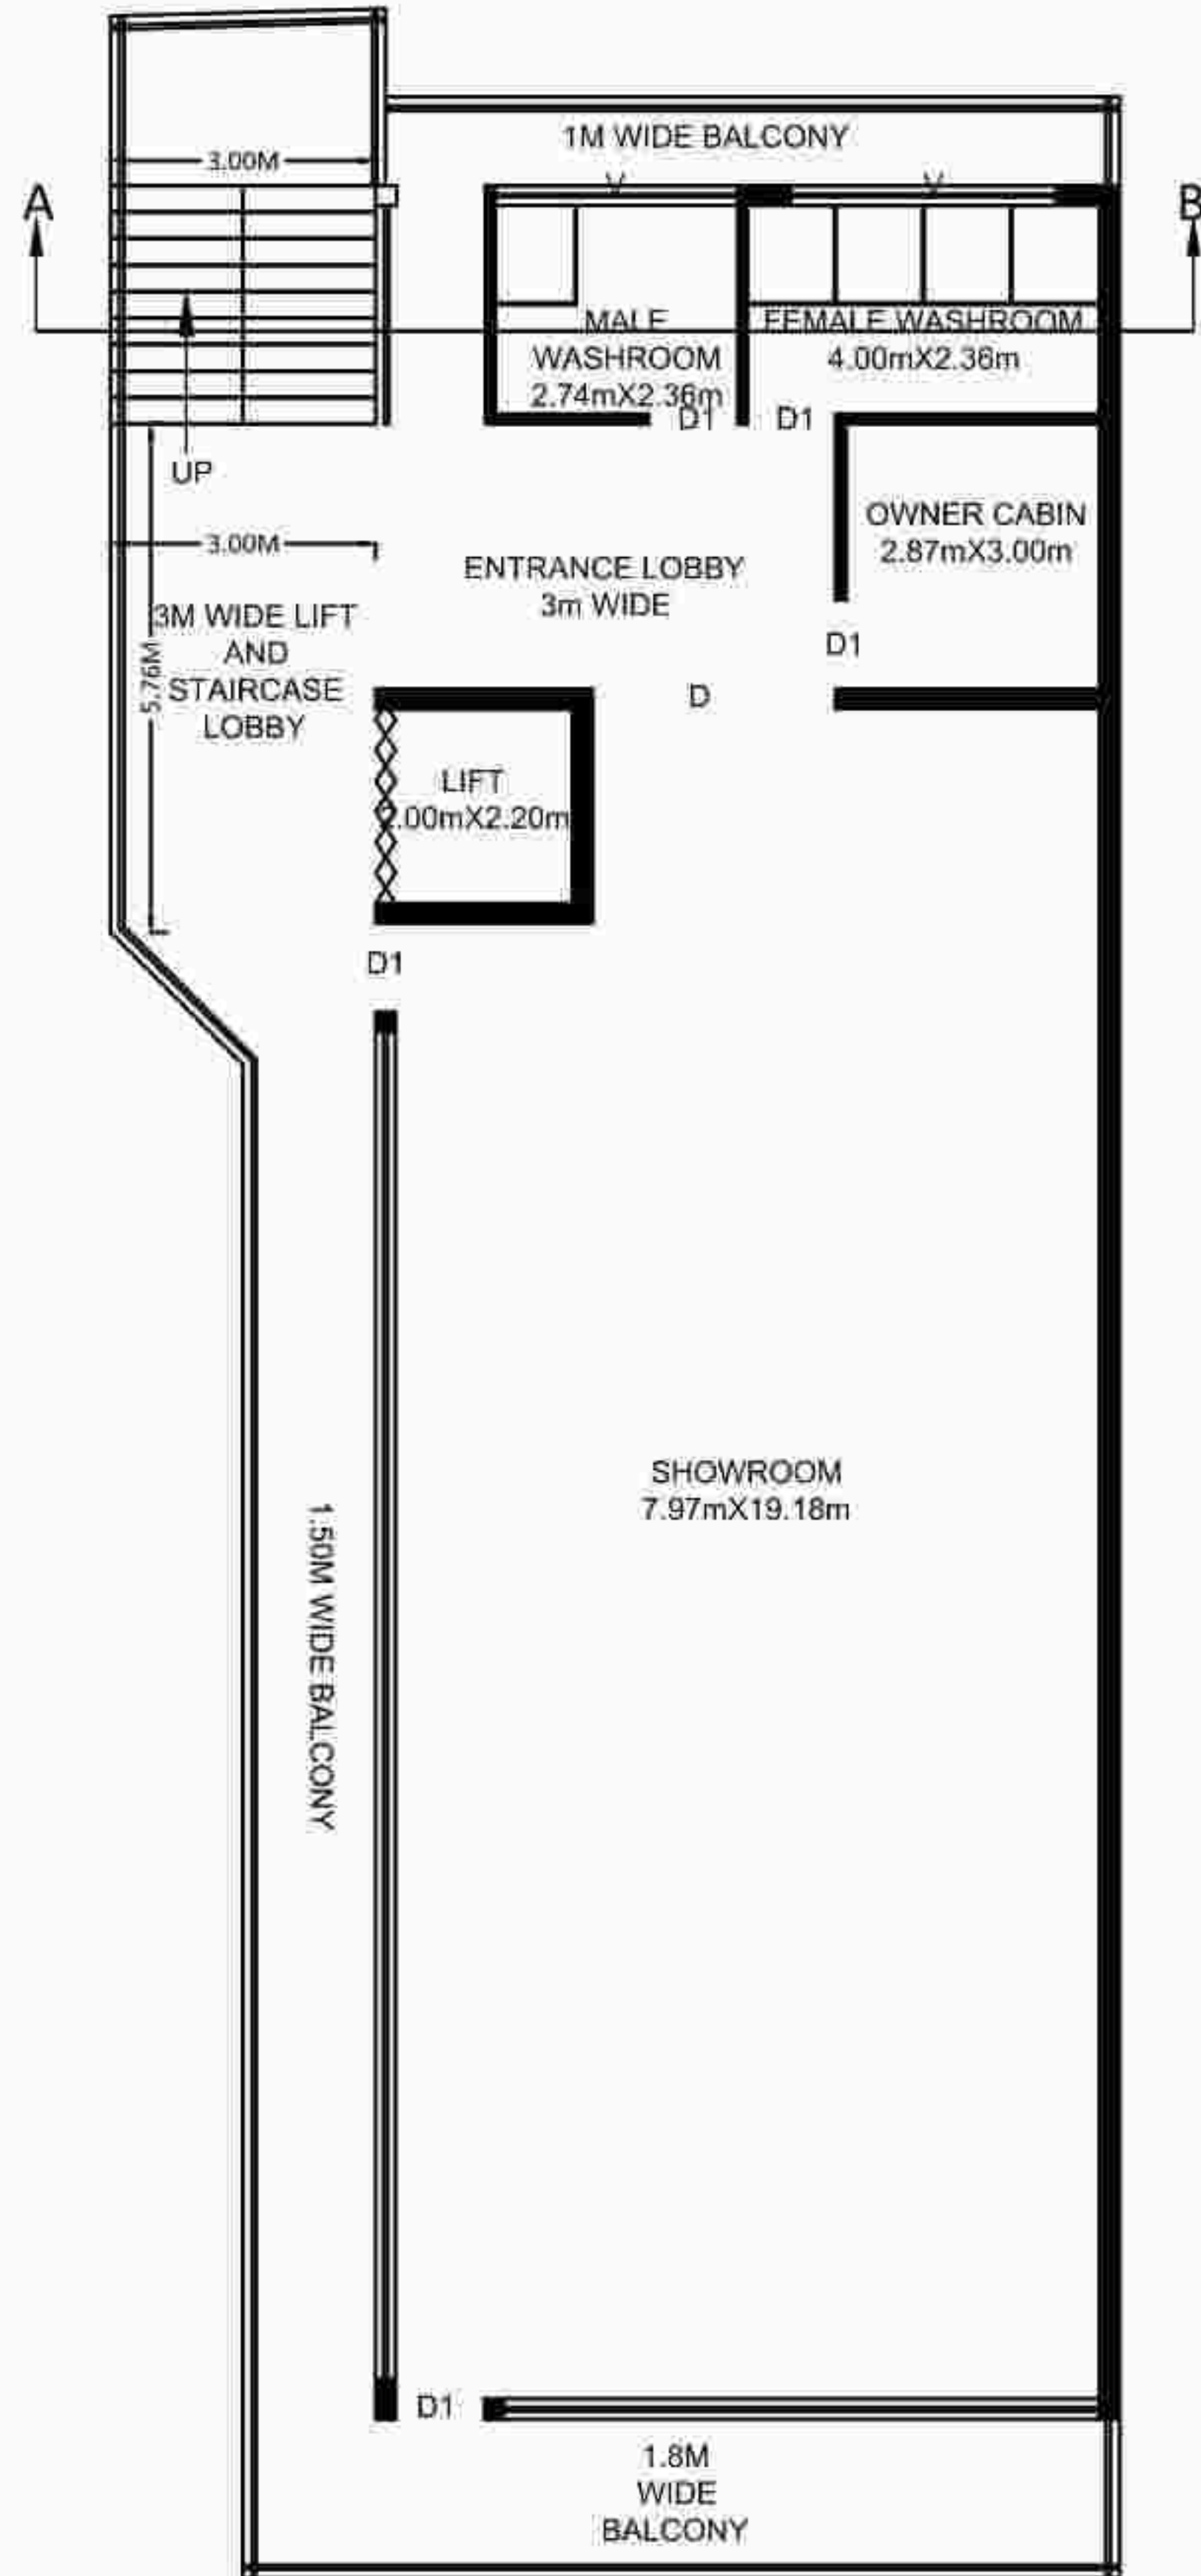 1M WIDE BALCONY
3.00M
A
B
V
V
MALE
WASHROOM
2.74mX2.36m
FEMALE WASHROOM
4.00mX2.36m
D1
D1
UP
OWNER CABIN
2.87mX3.00m
3.00M
ENTRANCE LOBBY
3m WIDE
3M WIDE LIFT
AND
STAIRCASE
LOBBY
5.76M
D1
D
LIFT
2.00mX2.20m
D1
SHOWROOM
7.97mX19.18m
1.50M WIDE BALCONY
D1
1.8M
WIDE
BALCONY